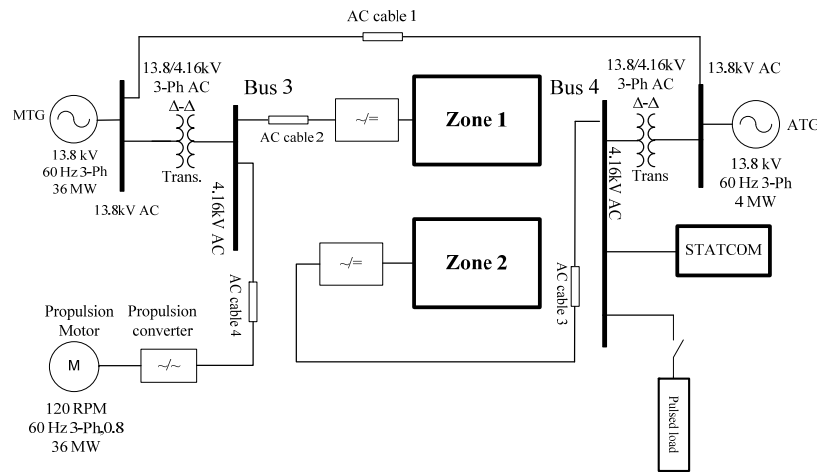 AC cable 1
13.8/4.16kV
3-Ph AC
Δ-Δ
Trans.
MTG
13.8 kV
60 Hz 3-Ph
36 MW
13.8kV AC
Bus 3
4.16kV AC
AC cable 2
~/=
Zone 1
Bus 4
13.8/4.16kV
3-Ph AC
Δ-Δ
Trans
4.16kV AC
13.8kV AC
ATG
13.8 kV
60 Hz 3-Ph
4 MW
~/=
Zone 2
AC cable 3
STATCOM
AC cable 4
Propulsion
Motor
Propulsion
converter
M
~/~
120 RPM
60 Hz 3-Ph,0.8
36 MW
Pulsed load